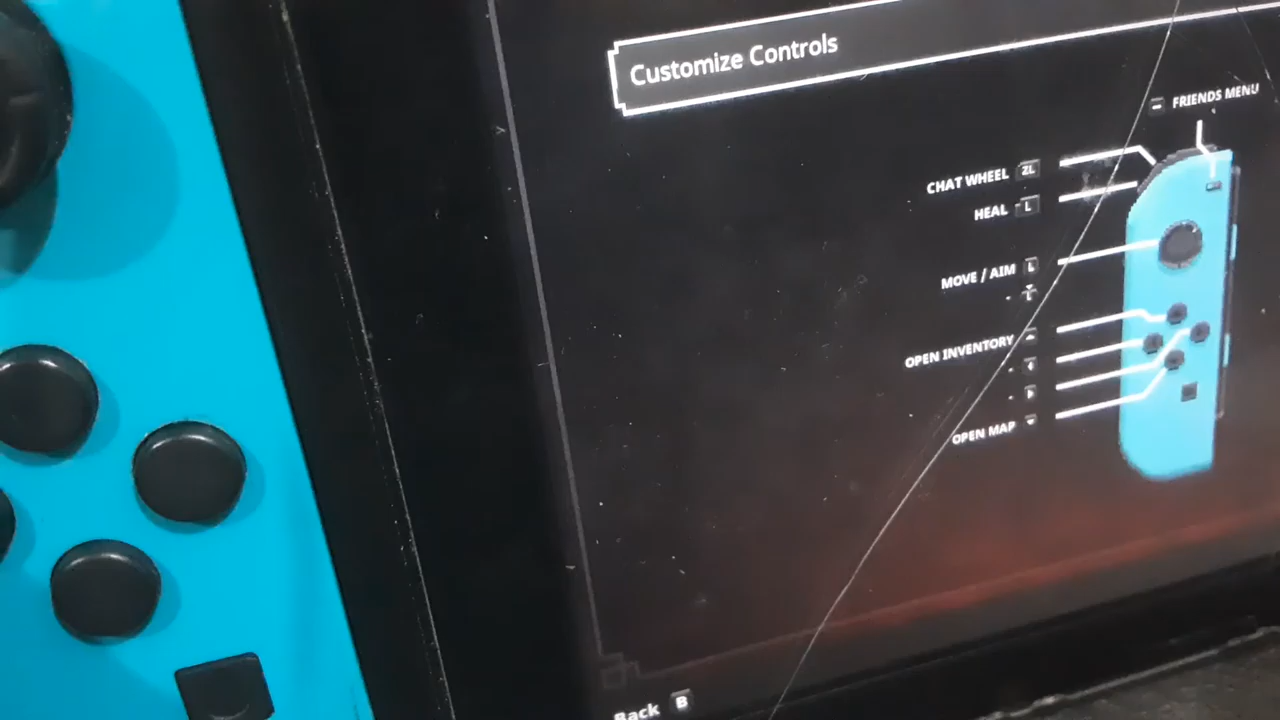 Customize Controls
FRIENDS MENU
CHAT WHEEL ZL
HEAL L
MOVE / AIM L
OPEN INVENTORY
OPEN MAP
Back B